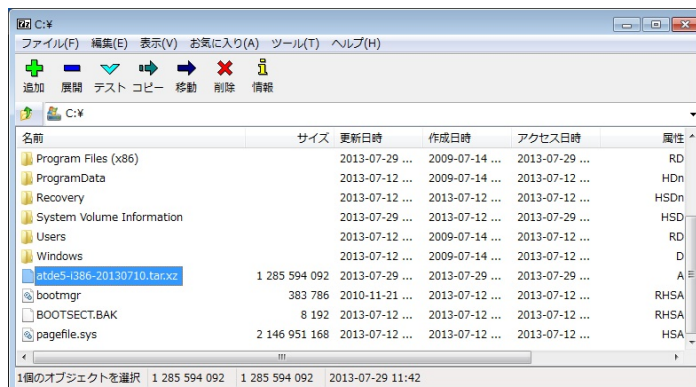 7z C:¥
ファイル(F) 編集(E) 表示(V) お気に入り(A) ツール(T) ヘルプ(H)
追加 展開 テスト コピー 移動 削除 情報
C:¥
名前 サイズ 更新日時 作成日時 アクセス日時 属性
Program Files (x86) 2013-07-29 ... 2009-07-14 ... 2013-07-29 ... RD
ProgramData 2013-07-12 ... 2009-07-14 ... 2013-07-12 ... HDn
Recovery 2013-07-12 ... 2013-07-12 ... 2013-07-12 ... HSDn
System Volume Information 2013-07-29 ... 2013-07-12 ... 2013-07-29 ... HSD
Users 2013-07-12 ... 2009-07-14 ... 2013-07-12 ... RD
Windows 2013-07-12 ... 2009-07-14 ... 2013-07-12 ... D
atde5-i386-20130710.tar.xz 1 285 594 092 2013-07-29 ... 2013-07-29 ... 2013-07-29 ... A
bootmgr 383 786 2010-11-21 ... 2013-07-12 ... 2013-07-12 ... RHSA
BOOTSECT.BAK 8 192 2013-07-12 ... 2013-07-12 ... 2013-07-12 ... RHSA
pagefile.sys 2 146 951 168 2013-07-12 ... 2013-07-12 ... 2013-07-12 ... HSA
1個のオブジェクトを選択 1 285 594 092 1 285 594 092 2013-07-29 11:42